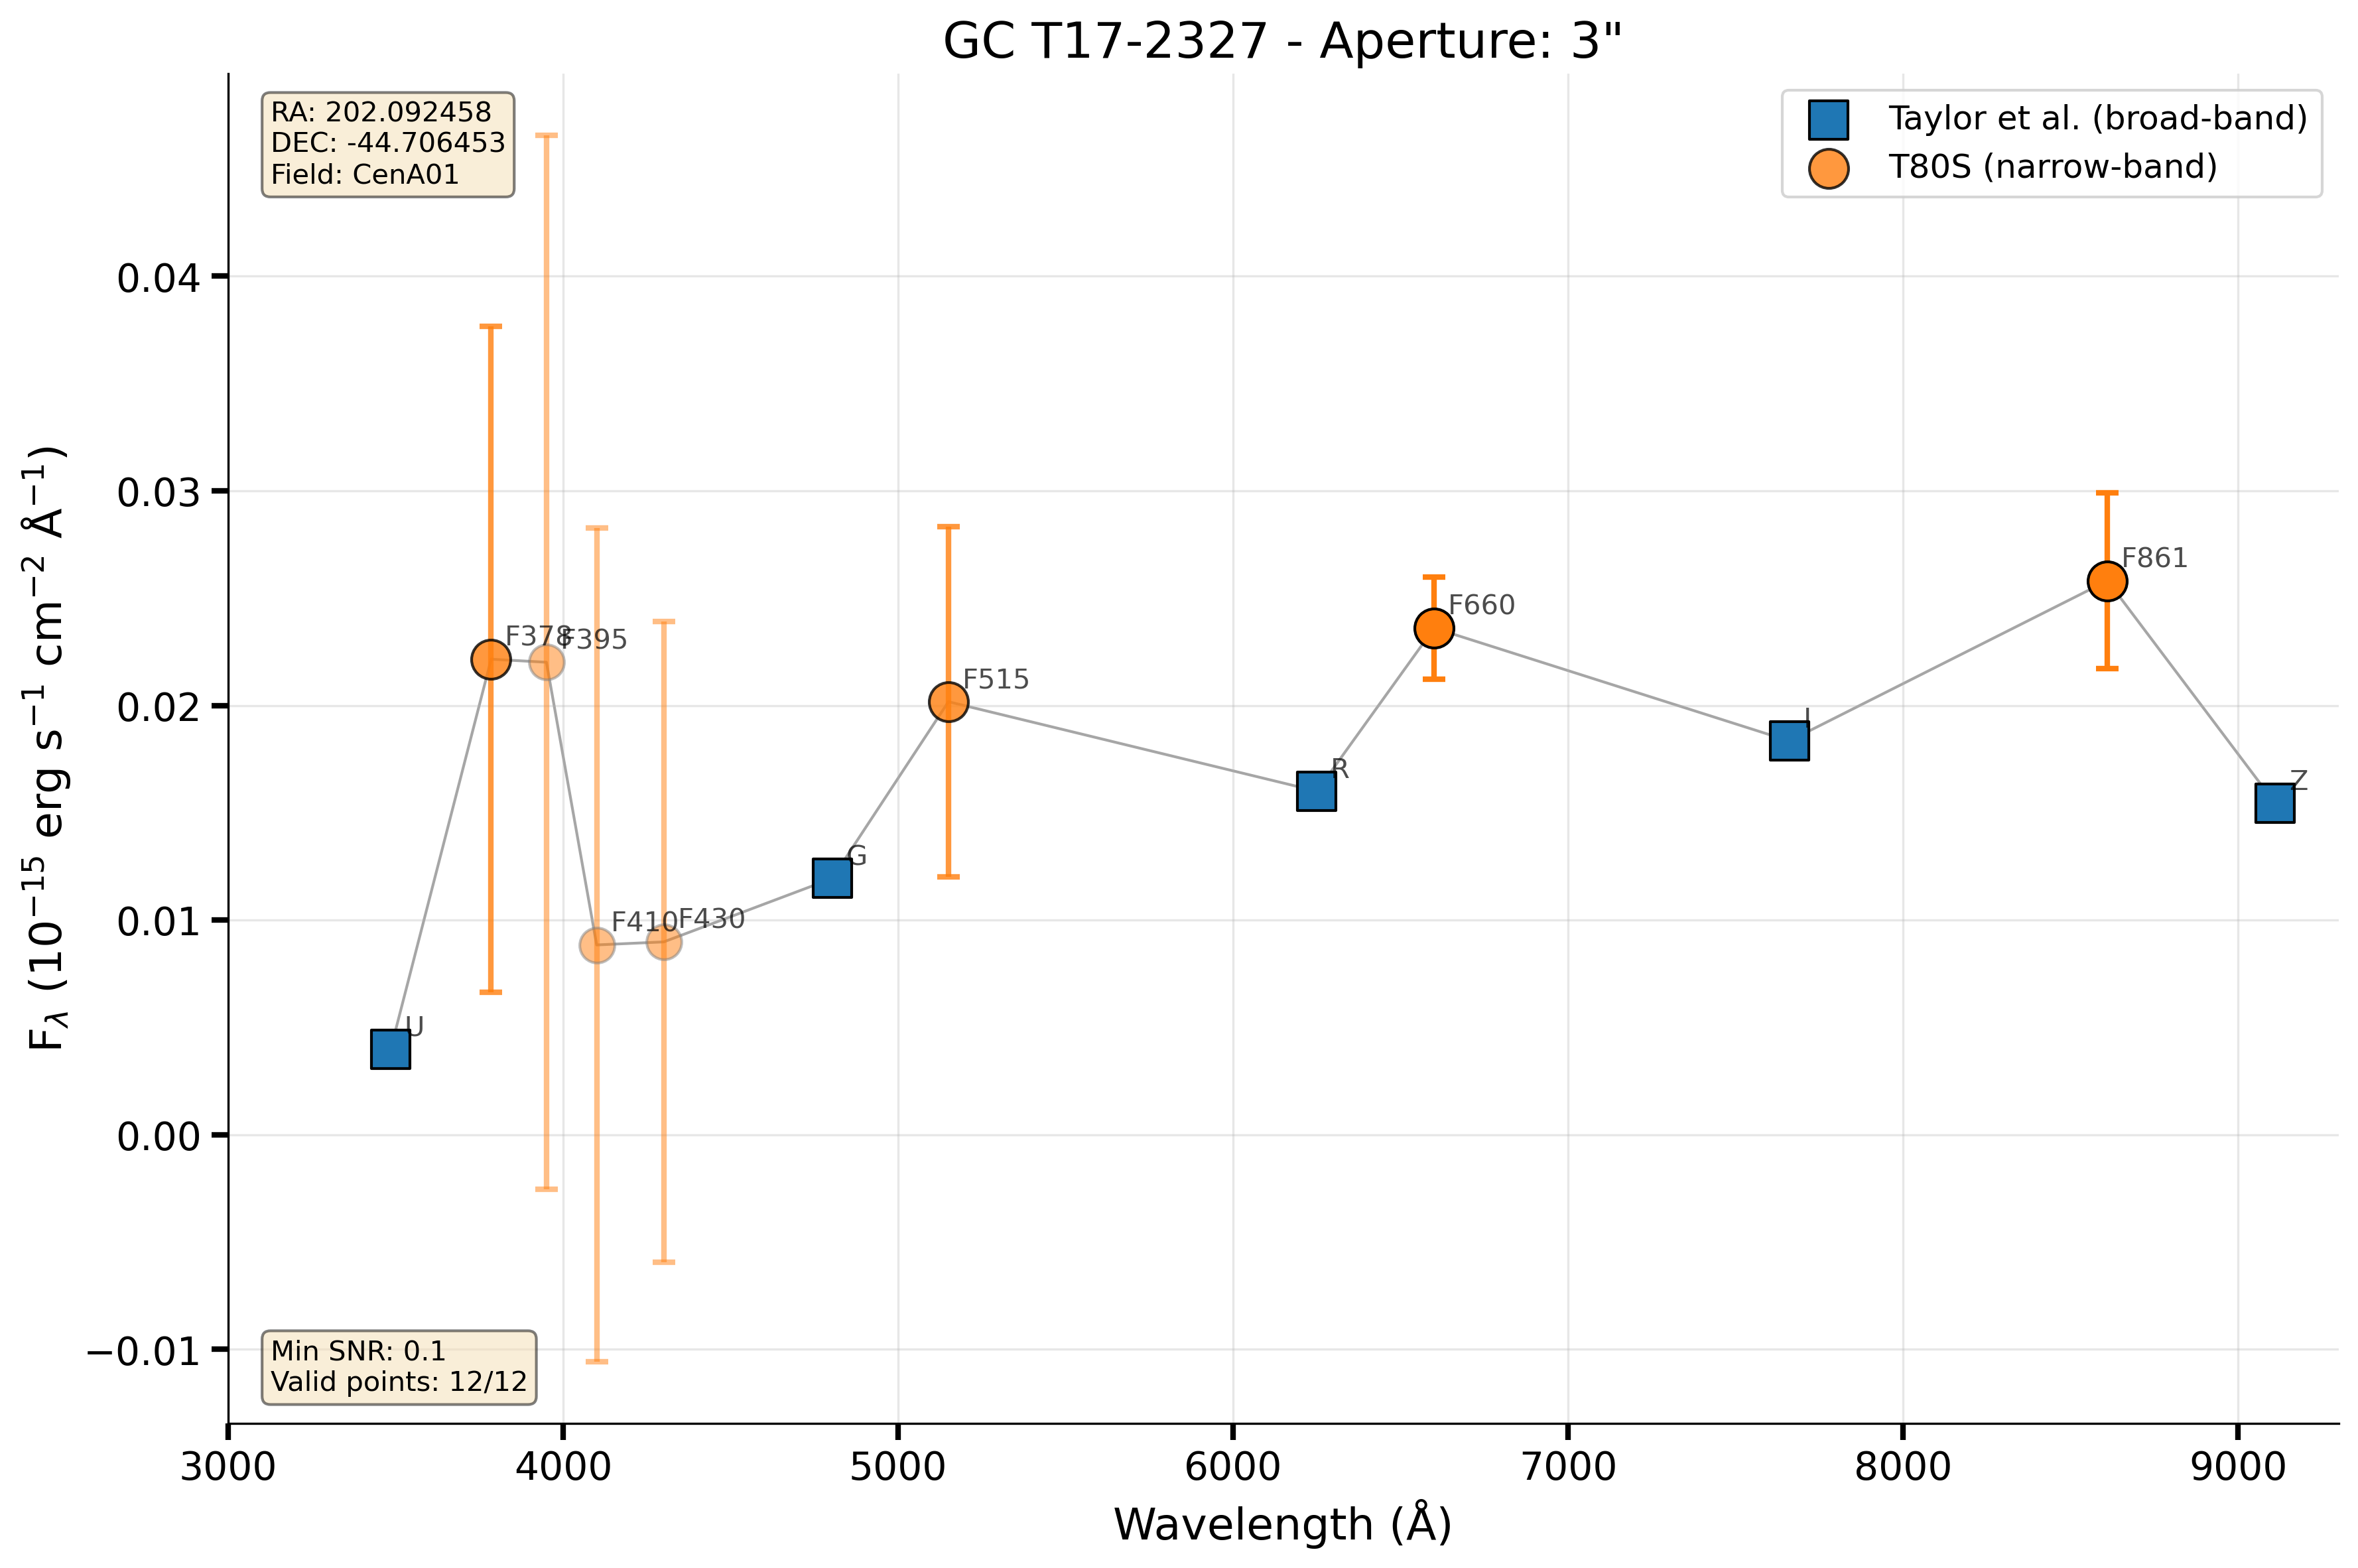 GC T17-2327 - Aperture: 3"
RA: 202.092458
DEC: -44.706453
Field: CenA01
Taylor et al. (broad-band)
T80S (narrow-band)
F_λ (10⁻¹⁵ erg s⁻¹ cm⁻² Å⁻¹)
0.04
0.03
0.02
0.01
0.00
−0.01
U
F378
F395
F410
F430
G
F515
R
F660
I
F861
Z
Min SNR: 0.1
Valid points: 12/12
3000 4000 5000 6000 7000 8000 9000
Wavelength (Å)